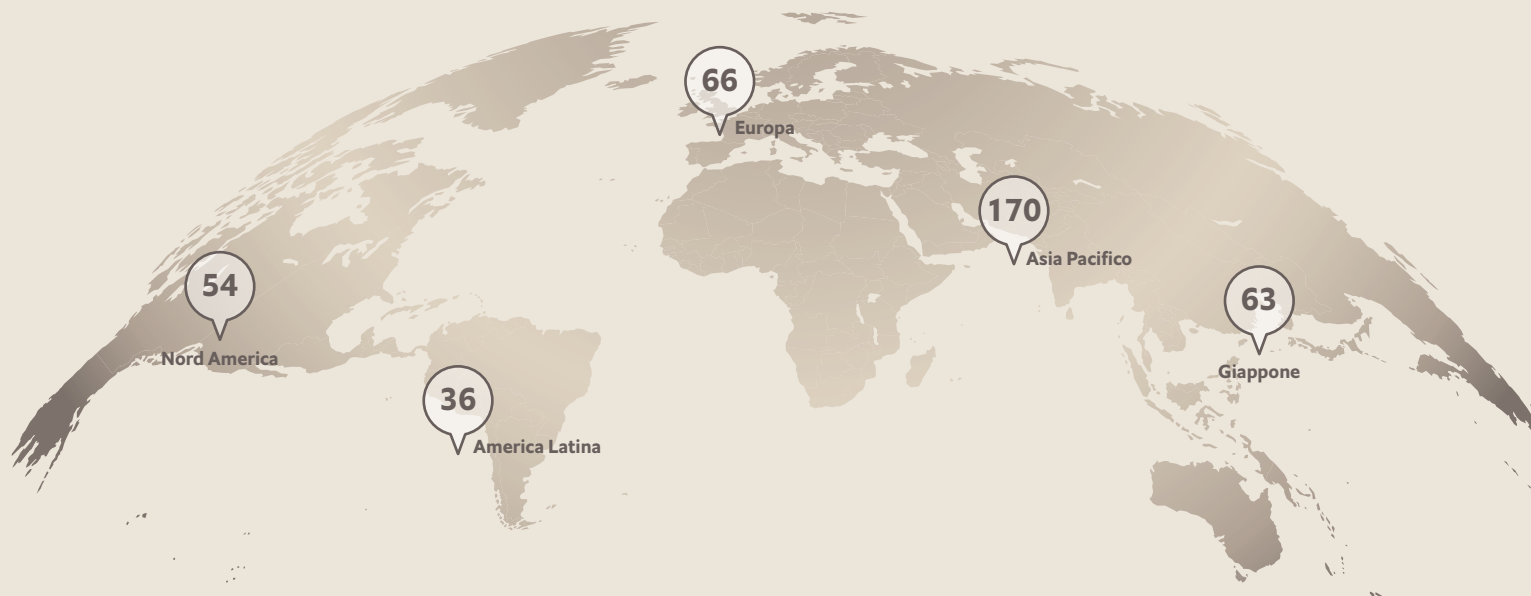 66
Europa
170
Asia Pacifico
54
Nord America
63
Giappone
36
America Latina